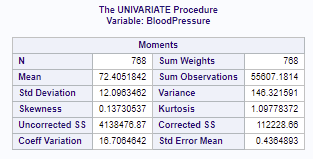 The UNIVARIATE Procedure
Variable: BloodPressure
Moments
N 768 Sum Weights 768
Mean 72.4051842 Sum Observations 55607.1814
Std Deviation 12.0963462 Variance 146.321591
Skewness 0.13730537 Kurtosis 1.09778372
Uncorrected SS 4138476.87 Corrected SS 112228.66
Coeff Variation 16.7064642 Std Error Mean 0.4364893